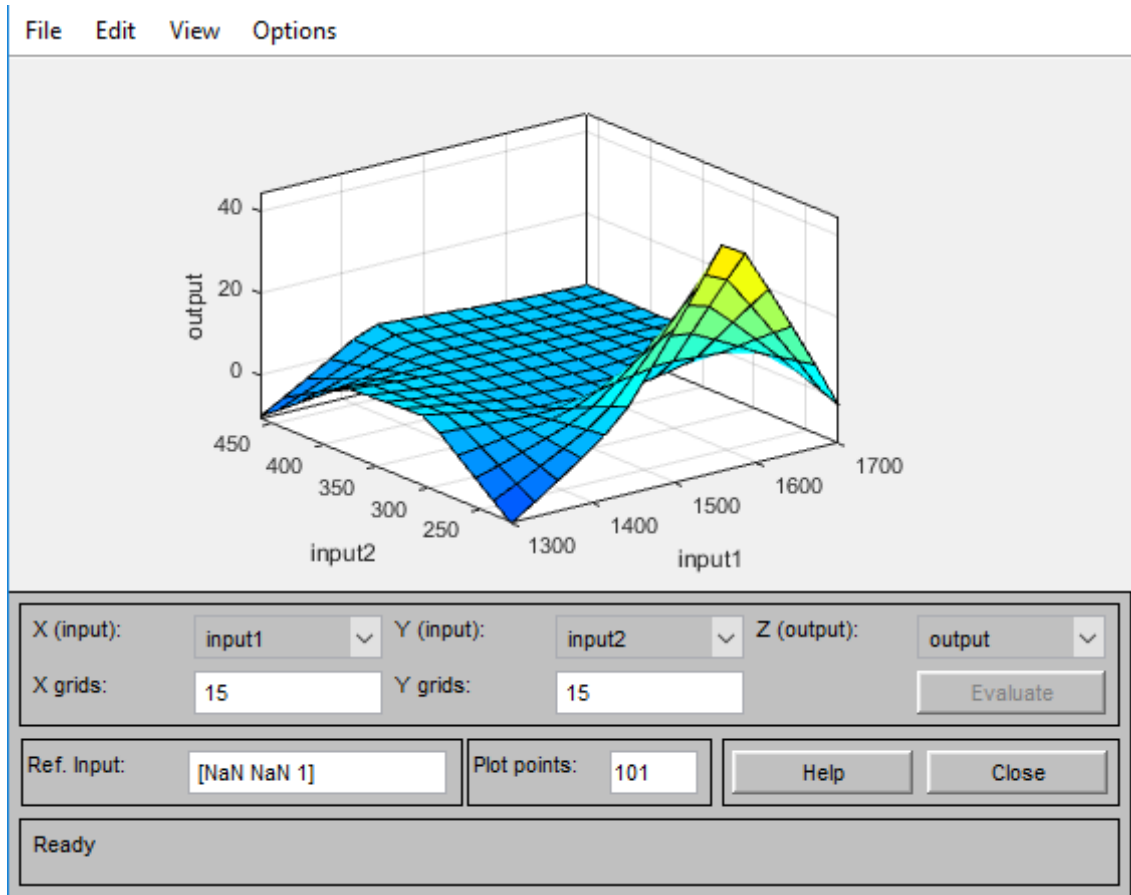 File Edit View Options
40
20
0
output
450
400
350
300
250
input2
1300
1400
1500
1600
1700
input1
X (input): input1 Y (input): input2 Z (output): output
X grids: 15 Y grids: 15 Evaluate
Ref. Input: [NaN NaN 1] Plot points: 101 Help Close
Ready